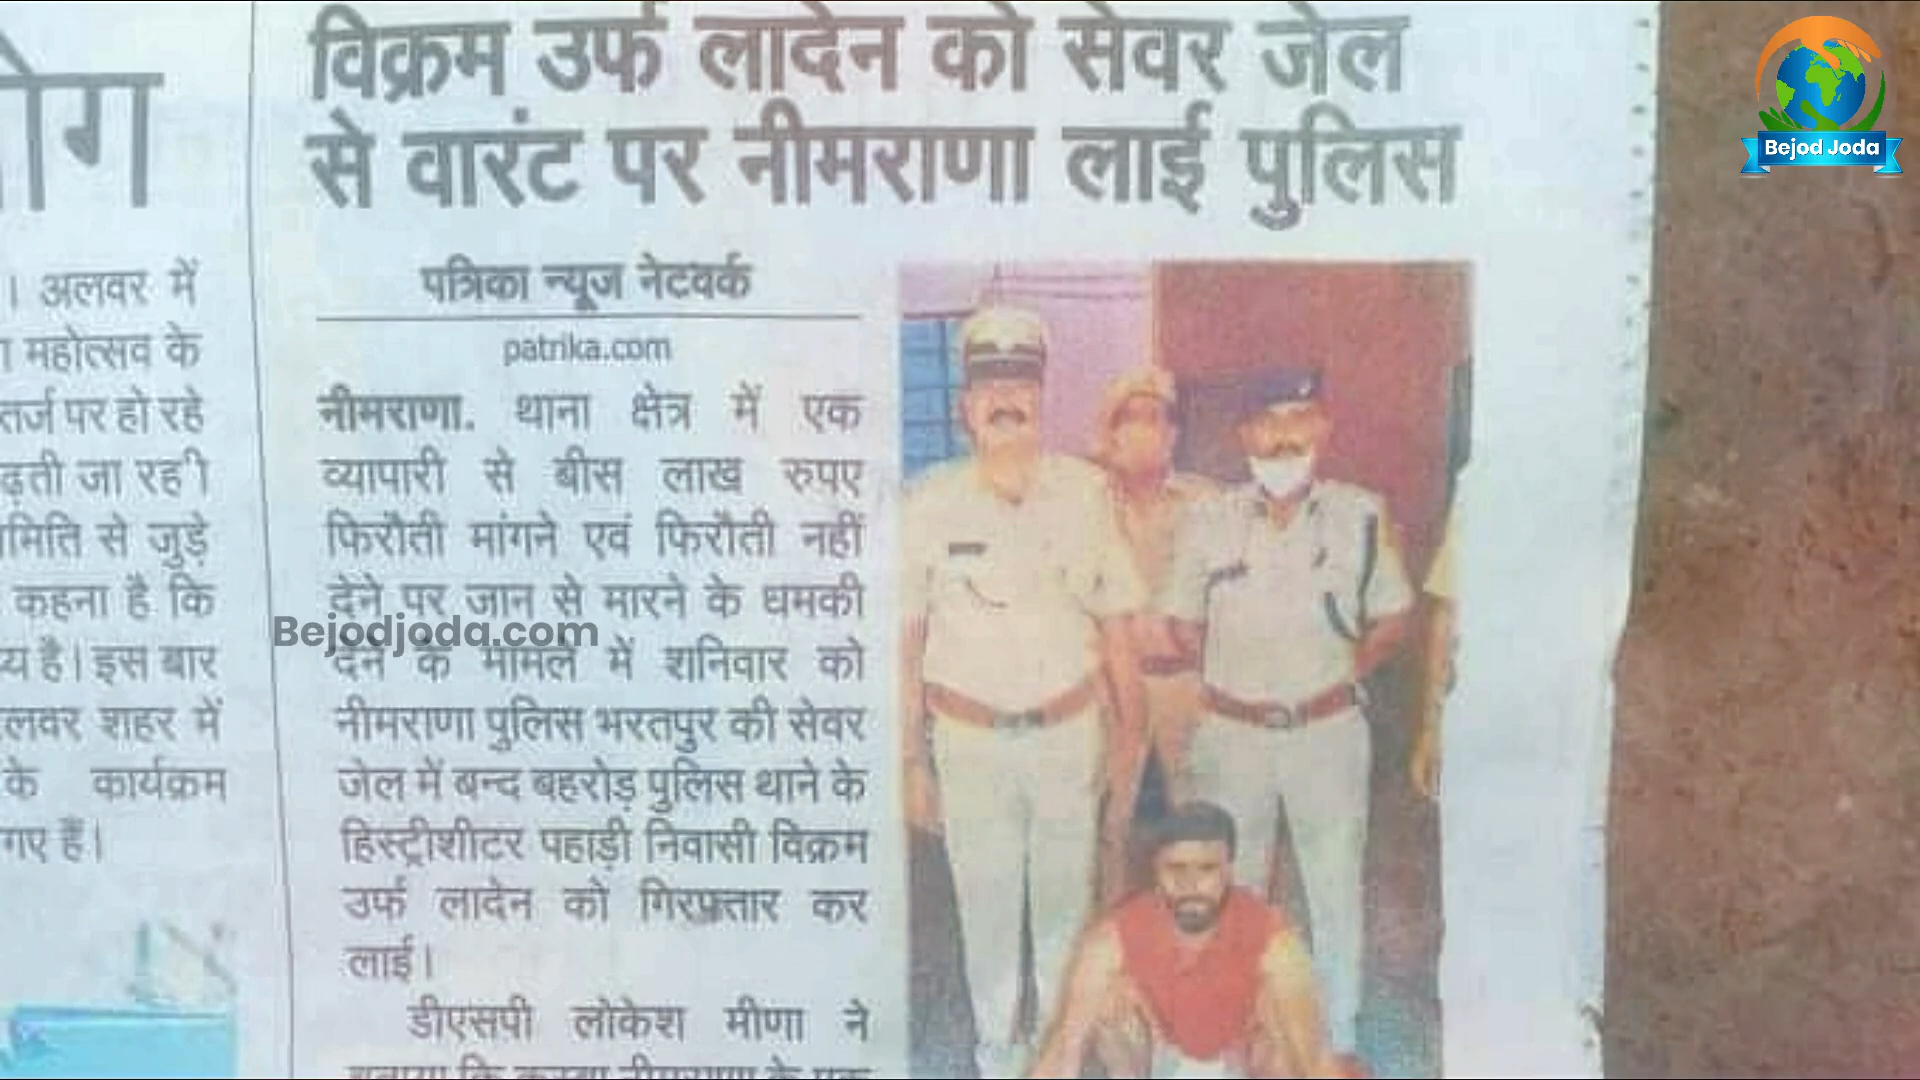 विक्रम उर्फ लादेन को सेवर जेल
से वारंट पर नीमराणा लाई पुलिस
पत्रिका न्यूज नेटवर्क
patrika.com
नीमराणा. थाना क्षेत्र में एक
व्यापारी से बीस लाख रुपए
फिरौती मांगने एवं फिरौती नहीं
देने पर जान से मारने के धमकी
देने के मामले में शनिवार को
नीमराणा पुलिस भरतपुर की सेवर
जेल में बन्द बहरोड़ पुलिस थाने के
हिस्ट्रीशीटर पहाड़ी निवासी विक्रम
उर्फ लादेन को गिरफ़्तार कर
लाई।
डीएसपी लोकेश मीणा ने
। अलवर में
महोत्सव के
तर्ज पर हो रहे
जा रही
से जुड़े
कहना है कि
है। इस बार
शहर में
के कार्यक्रम
गए हैं।
Bejodjoda.com
Bejod Joda